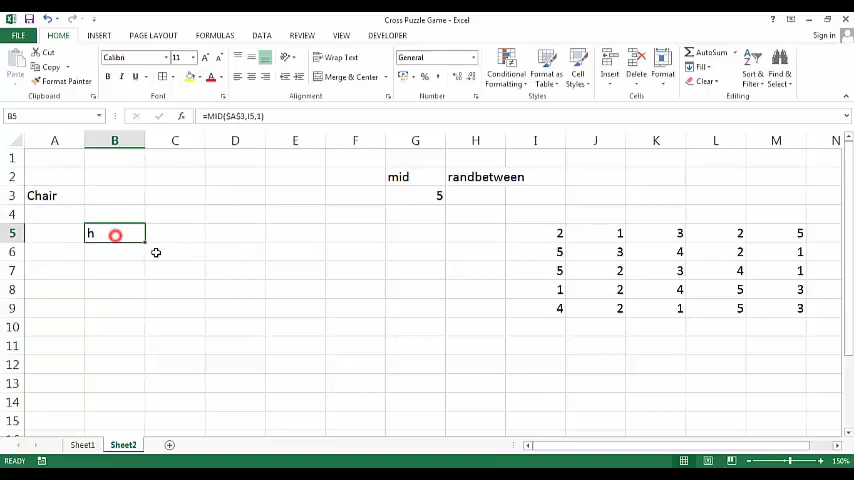 Cross Puzzle Game - Excel
Sign in
FILE HOME INSERT PAGE LAYOUT FORMULAS DATA REVIEW VIEW DEVELOPER
Paste
Cut
Copy
Format Painter
Calibri 11
B I U
Wrap Text
Merge & Center
General
Conditional Formatting
Format as Table
Cell Styles
Insert
Delete
Format
AutoSum
Fill
Clear
Sort & Filter
Find & Select
Clipboard Font Alignment Number Styles Cells Editing
B5 =MID($A$3,I5,1)
A B C D E F G H I J K L M N
1
2 mid randbetween
3 Chair 5
4
5 h 2 1 3 2 5
6 5 3 4 2 1
7 5 2 3 4 1
8 1 2 4 5 3
9 4 2 1 5 3
10
11
12
13
14
15
Sheet1 Sheet2
READY 150%